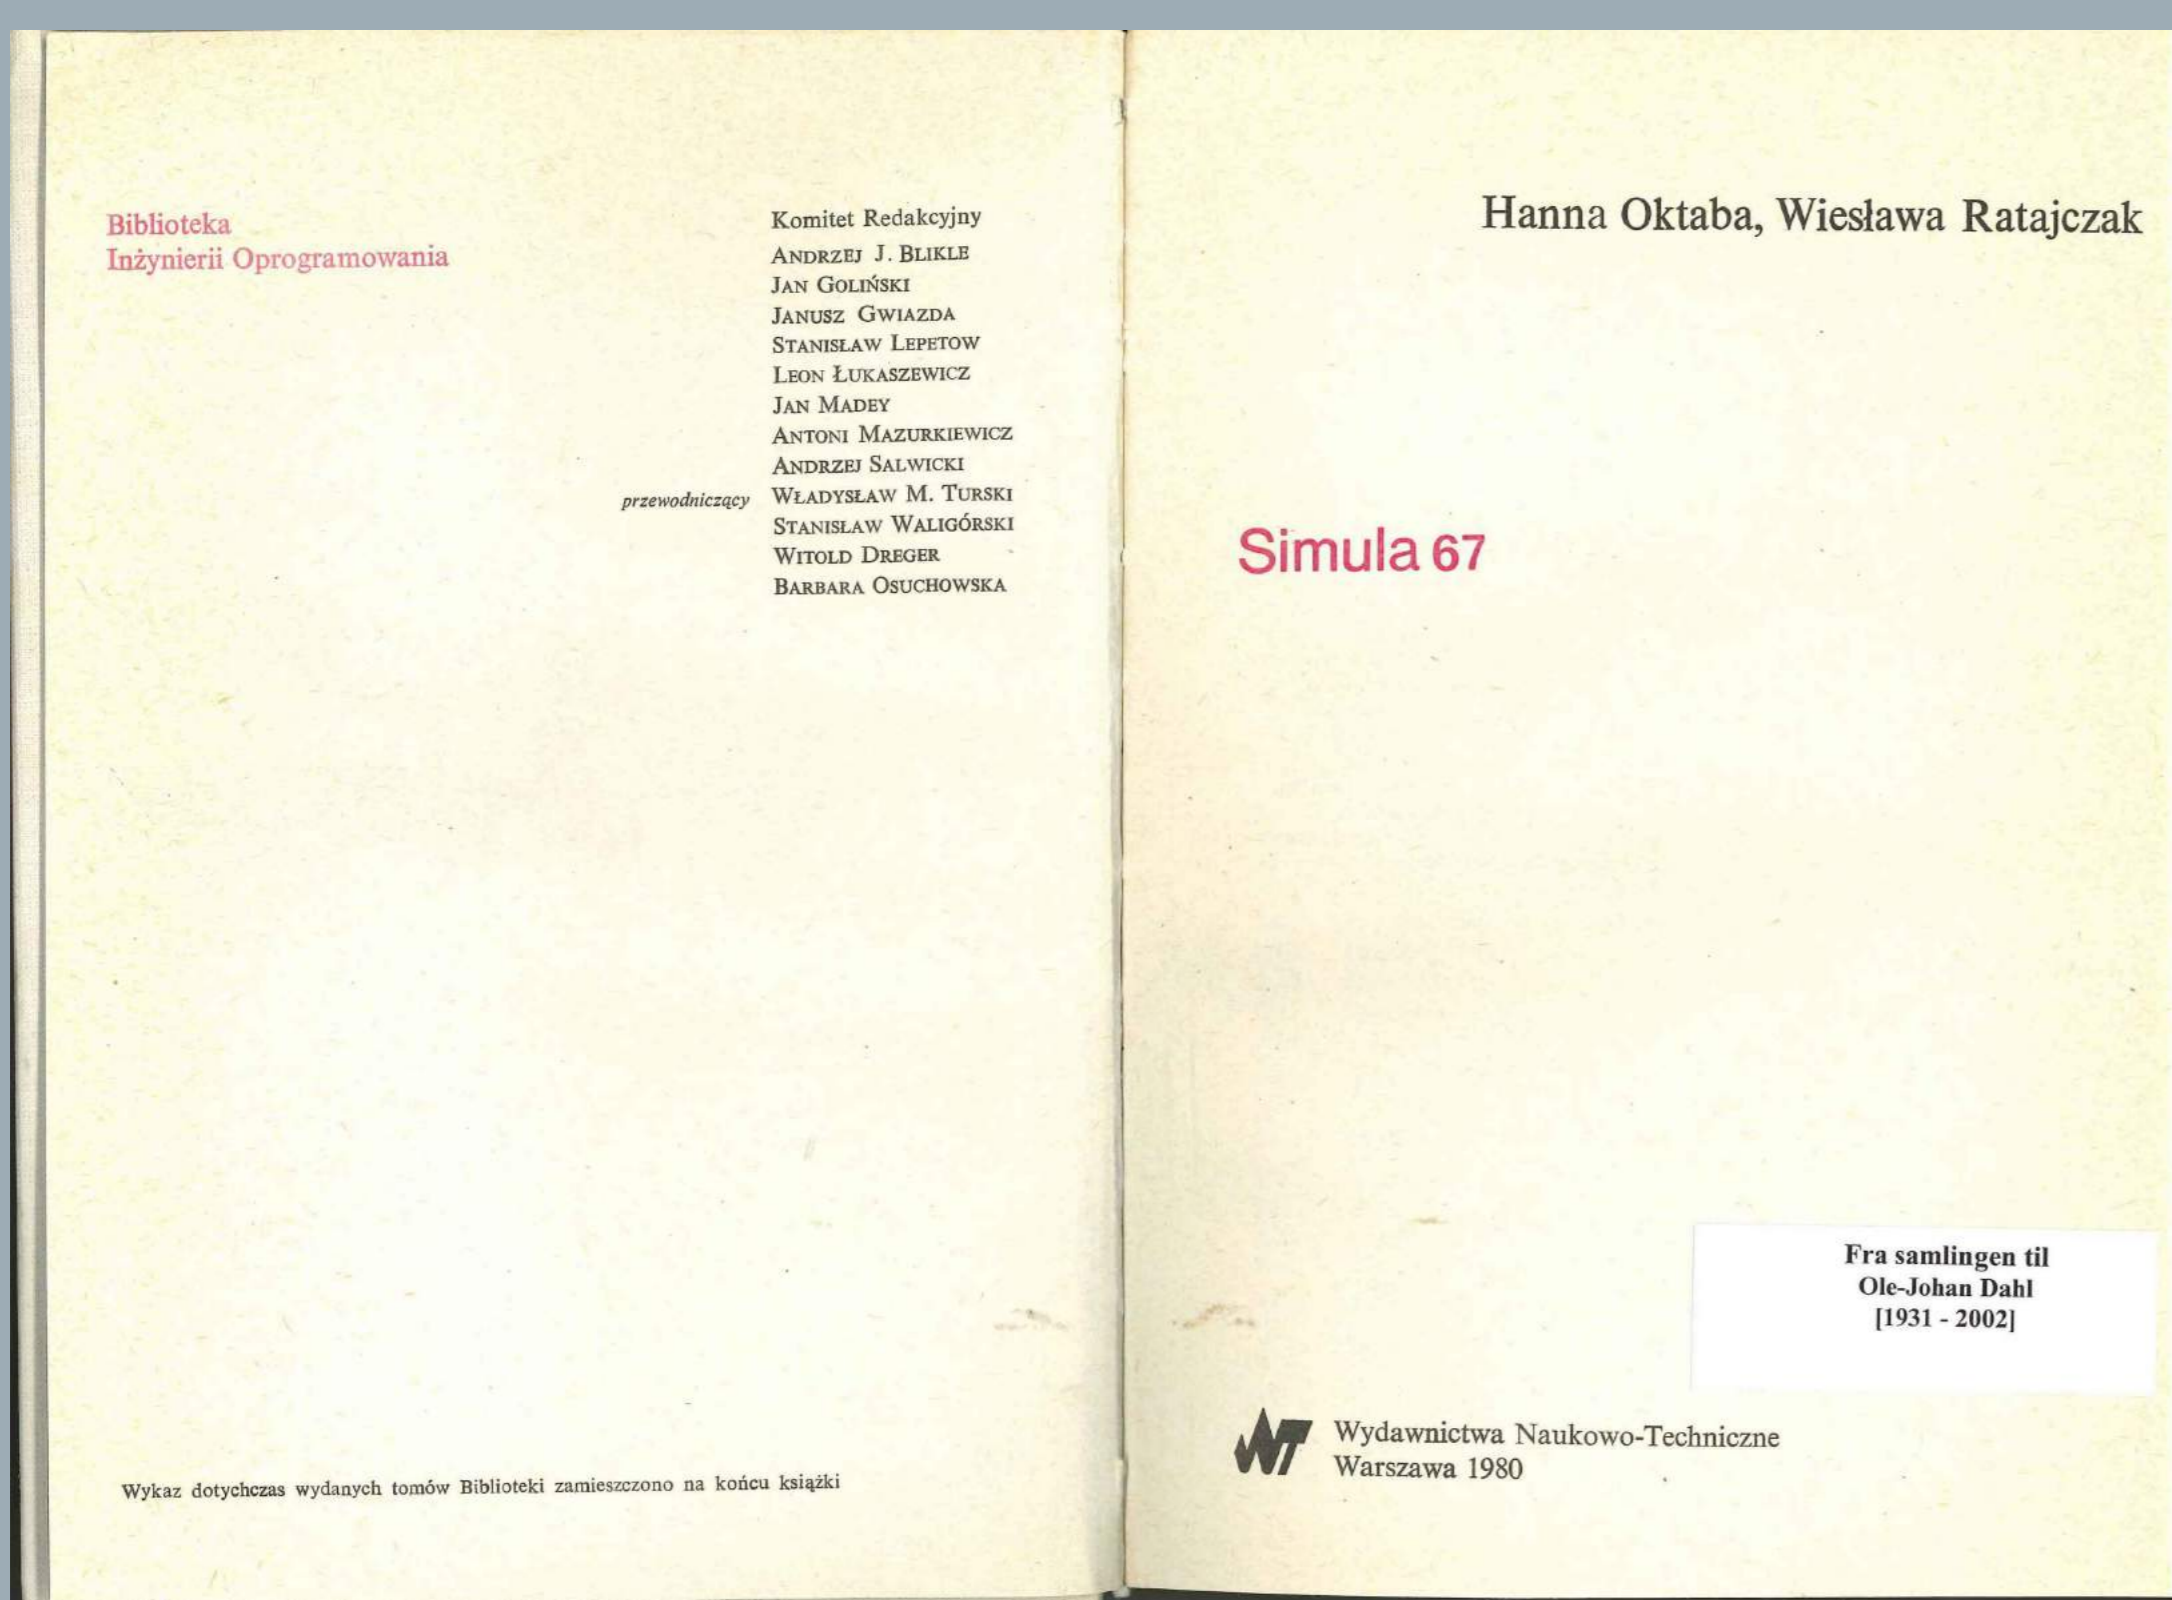 Biblioteka
Inżynierii Oprogramowania
Komitet Redakcyjny
ANDRZEJ J. BLIKLE
JAN GOLIŃSKI
JANUSZ GWIAZDA
STANISŁAW LEPETOW
LEON ŁUKASZEWICZ
JAN MADEY
ANTONI MAZURKIEWICZ
ANDRZEJ SALWICKI
przewodniczący WŁADYSŁAW M. TURSKI
STANISŁAW WALIGÓRSKI
WITOLD DREGER
BARBARA OSUCHOWSKA
Wykaz dotychczas wydanych tomów Biblioteki zamieszczono na końcu książki
Hanna Oktaba, Wiesława Ratajczak
Simula 67
Fra samlingen til
Ole-Johan Dahl
[1931 - 2002]
WNT
Wydawnictwa Naukowo-Techniczne
Warszawa 1980